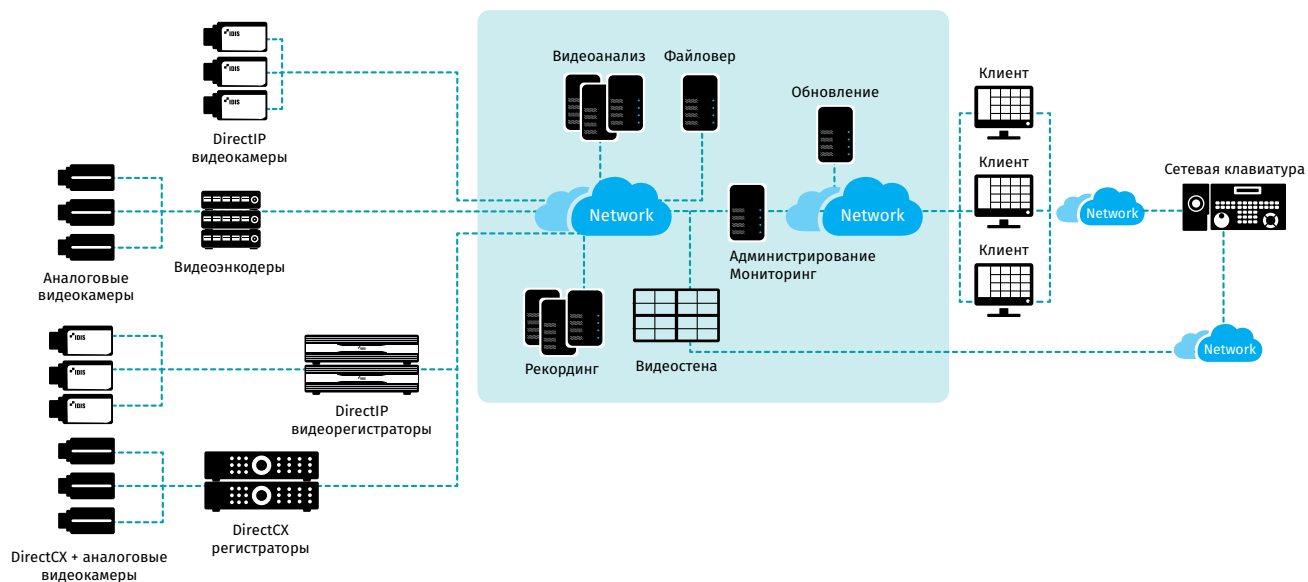 IDIS
IDIS
IDIS
DirectIP
видеокамеры
Аналоговые
видеокамеры
Видеоэнкодеры
IDIS
IDIS
IDIS
DirectIP
видеорегистраторы
DirectCX + аналоговые
видеокамеры
DirectCX
регистраторы
Видеоанализ
Файловер
Обновление
Network
Network
Администрирование
Мониторинг
Рекординг
Видеостена
Клиент
Клиент
Клиент
Network
Сетевая клавиатура
Network